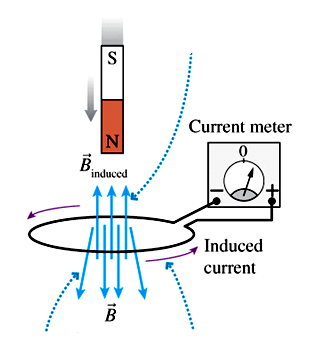 S
N
B⃗induced
Current meter
0
− +
Induced
current
B⃗